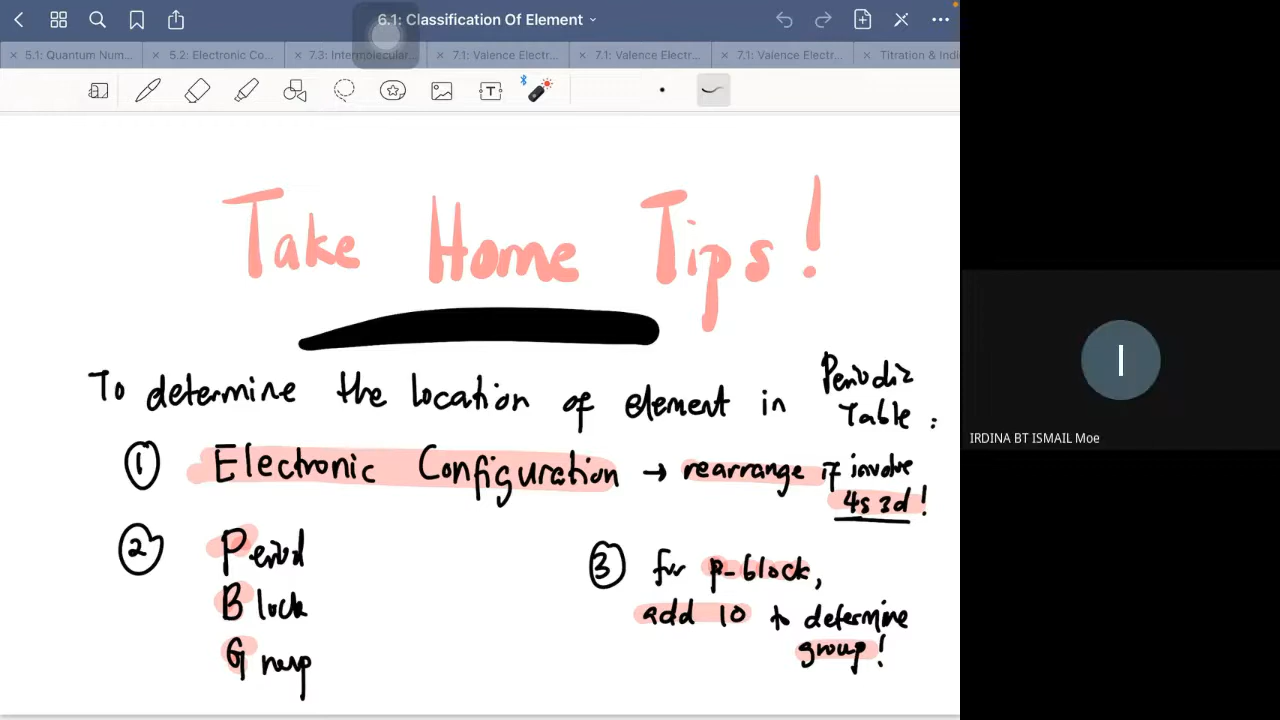 6.1: Classification Of Element
5.1: Quantum Num...
5.2: Electronic Co...
7.3: Intermolecular...
7.1: Valence Electr...
7.1: Valence Electr...
7.1: Valence Electr...
Titration & Indi
T
Take Home Tips!
To determine the location of element in Periodic
Table :
① Electronic Configuration → rearrange if involve
4s 3d!
② Period
Block
Group
③ for p-block,
add 10 to determine
group!
I
IRDINA BT ISMAIL Moe